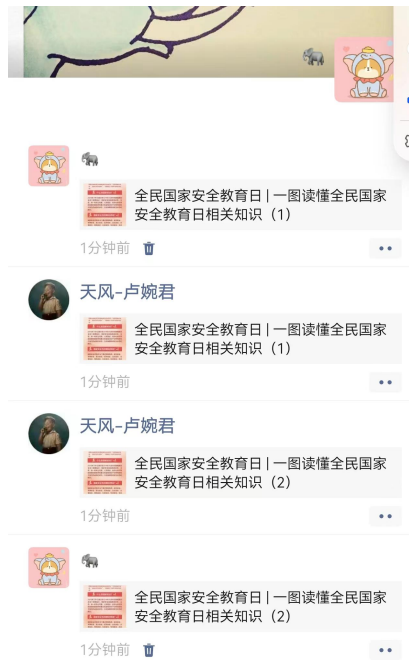 🐘
🐘
全民国家安全教育日 | 一图读懂全民国家
安全教育日相关知识（1）
1分钟前
天风-卢婉君
全民国家安全教育日 | 一图读懂全民国家
安全教育日相关知识（1）
1分钟前
天风-卢婉君
全民国家安全教育日 | 一图读懂全民国家
安全教育日相关知识（2）
1分钟前
🐘
全民国家安全教育日 | 一图读懂全民国家
安全教育日相关知识（2）
1分钟前